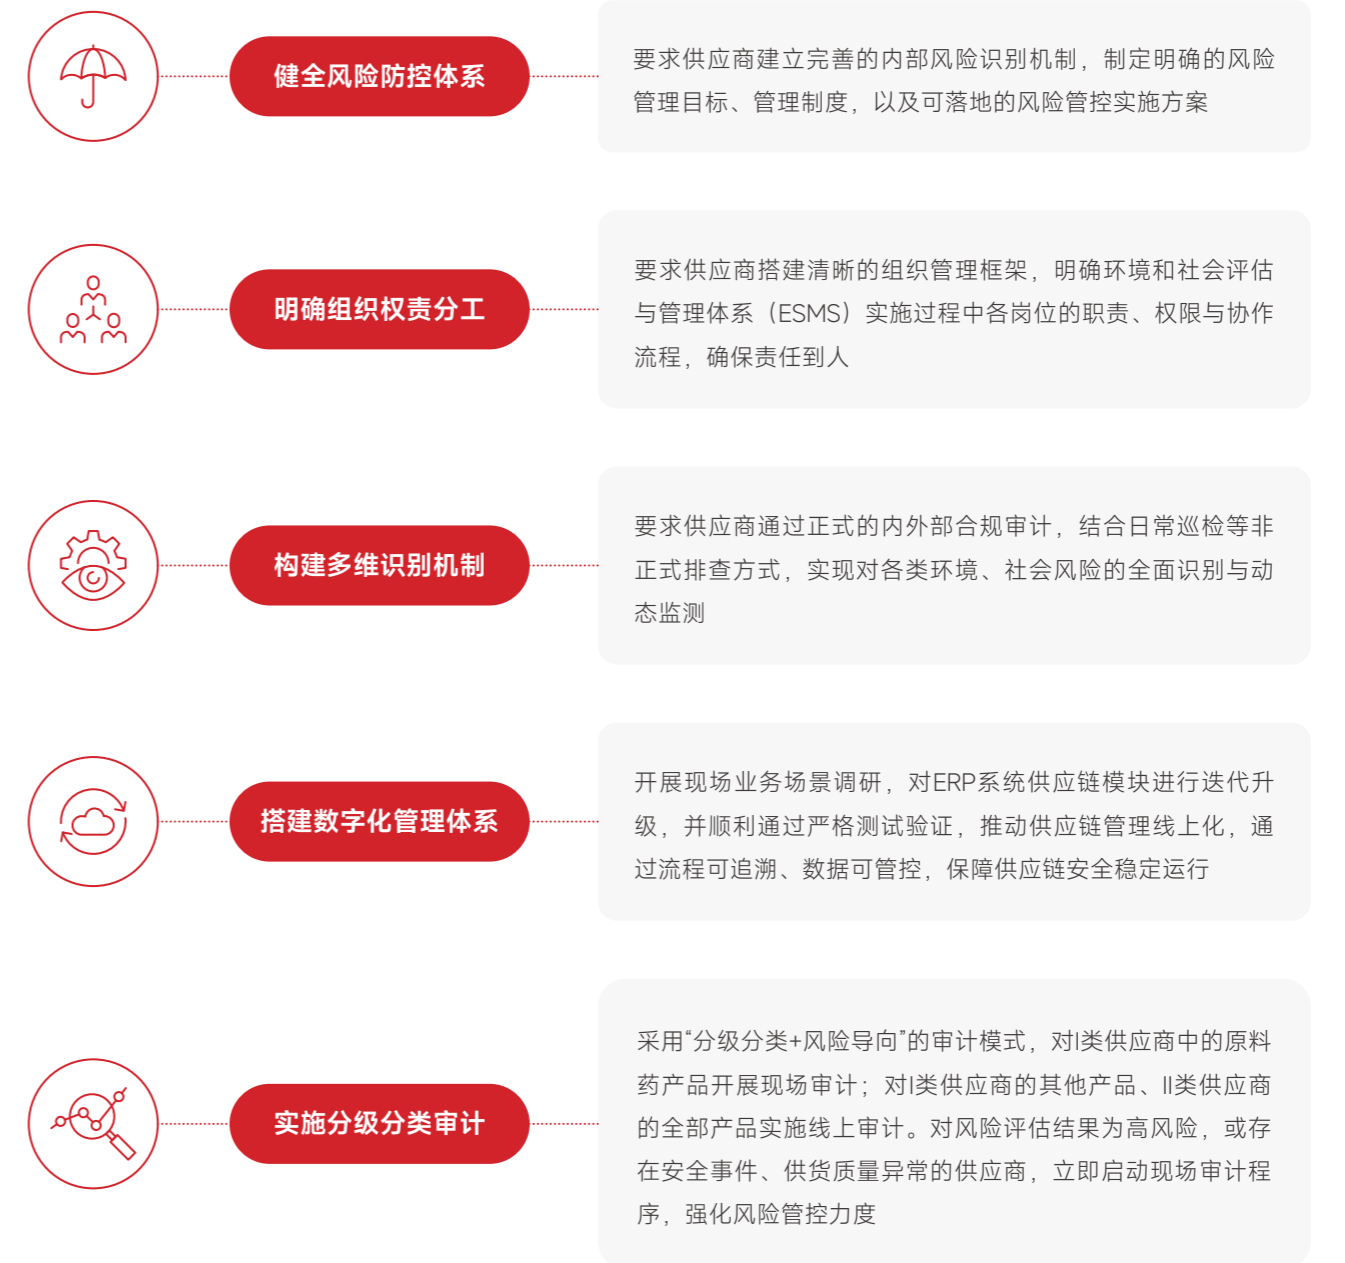 健全风险防控体系
要求供应商建立完善的内部风险识别机制，制定明确的风险
管理目标、管理制度，以及可落地的风险管控实施方案
明确组织权责分工
要求供应商搭建清晰的组织管理框架，明确环境和社会评估
与管理体系（ESMS）实施过程中各岗位的职责、权限与协作
流程，确保责任到人
构建多维识别机制
要求供应商通过正式的内外部合规审计，结合日常巡检等非
正式排查方式，实现对各类环境、社会风险的全面识别与动
态监测
搭建数字化管理体系
开展现场业务场景调研，对ERP系统供应链模块进行迭代升
级，并顺利通过严格测试验证，推动供应链管理线上化，通
过流程可追溯、数据可管控，保障供应链安全稳定运行
实施分级分类审计
采用“分级分类+风险导向”的审计模式，对I类供应商中的原料
药产品开展现场审计；对I类供应商的其他产品、II类供应商
的全部产品实施线上审计。对风险评估结果为高风险，或存
在安全事件、供货质量异常的供应商，立即启动现场审计程
序，强化风险管控力度